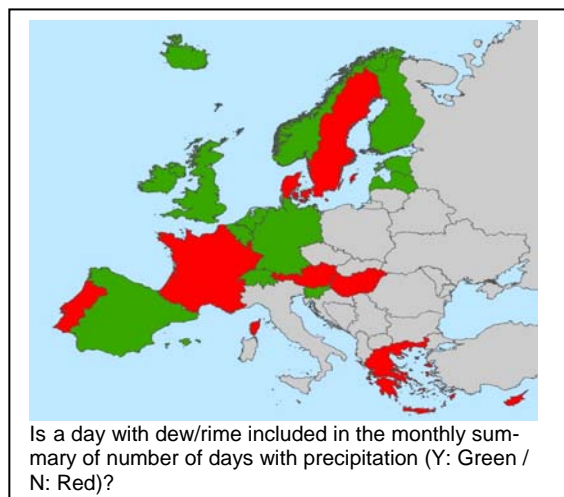 Is a day with dew/rime included in the monthly sum-
mary of number of days with precipitation (Y: Green /
N: Red)?